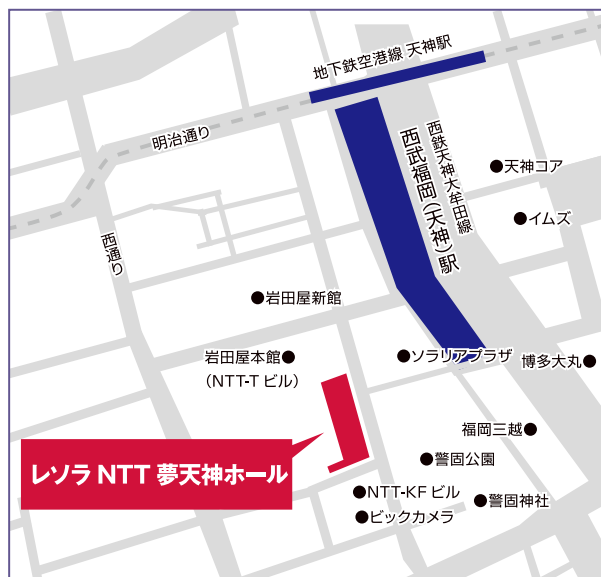 地下鉄空港線 天神駅
明治通り
西鉄天神大牟田線
西武福岡(天神)駅
●天神コア
●イムズ
西通り
●岩田屋新館
岩田屋本館●
(NTT-T ビル)
●ソラリアプラザ
博多大丸●
福岡三越●
●警固公園
レソラ NTT 夢天神ホール
●NTT-KF ビル
●警固神社
●ビックカメラ